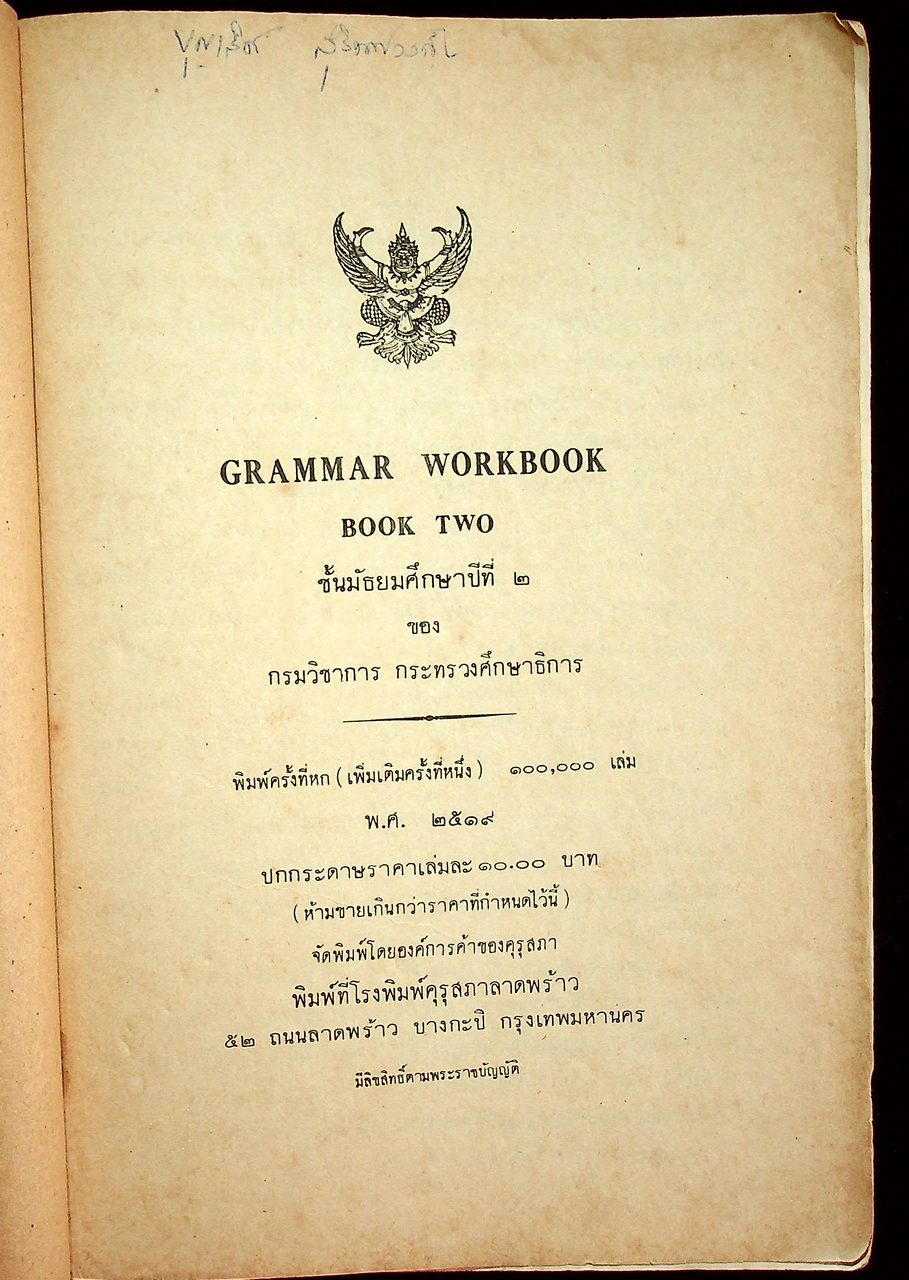 GRAMMAR WORKBOOK
BOOK TWO
ชั้นมัธยมศึกษาปีที่ ๒
ของ
กรมวิชาการ กระทรวงศึกษาธิการ
พิมพ์ครั้งที่หก ( เพิ่มเติมครั้งที่หนึ่ง ) ๑๐๐,๐๐๐ เล่ม
พ.ศ. ๒๕๑๙
ปกกระดาษราคาเล่มละ ๑๐.๐๐ บาท
( ห้ามขายเกินกว่าราคาที่กำหนดไว้นี้ )
จัดพิมพ์โดยองค์การค้าของคุรุสภา
พิมพ์ที่โรงพิมพ์คุรุสภาลาดพร้าว
๕๒ ถนนลาดพร้าว บางกะปิ กรุงเทพมหานคร
มีลิขสิทธิ์ตามพระราชบัญญัติ